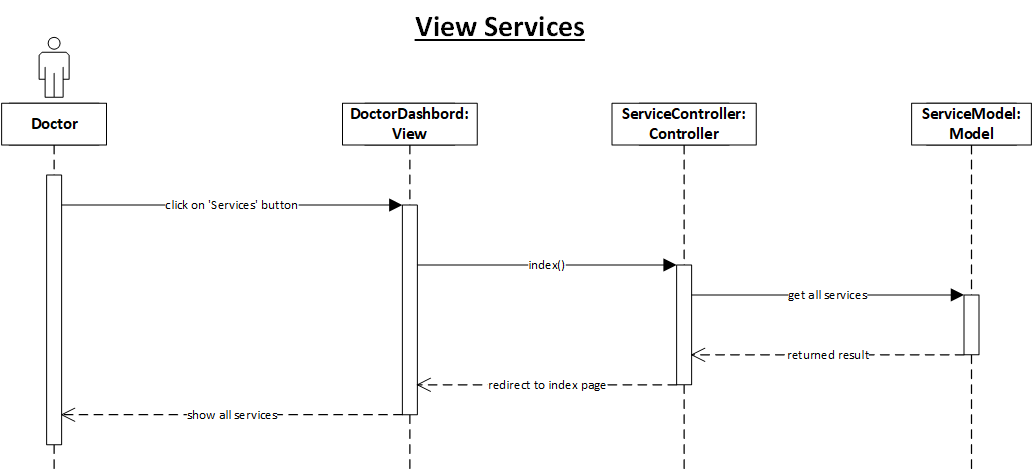 View Services
Doctor
DoctorDashbord:
View
ServiceController:
Controller
ServiceModel:
Model
click on 'Services' button
index()
get all services
returned result
redirect to index page
show all services